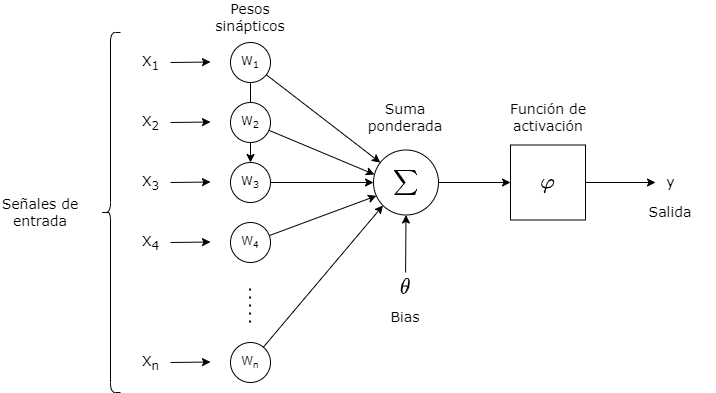 Pesos
sinápticos
X₁
W₁
X₂
W₂
X₃
W₃
X₄
W₄
Xₙ
Wₙ
Señales de
entrada
Suma
ponderada
Σ
θ
Bias
Función de
activación
φ
y
Salida